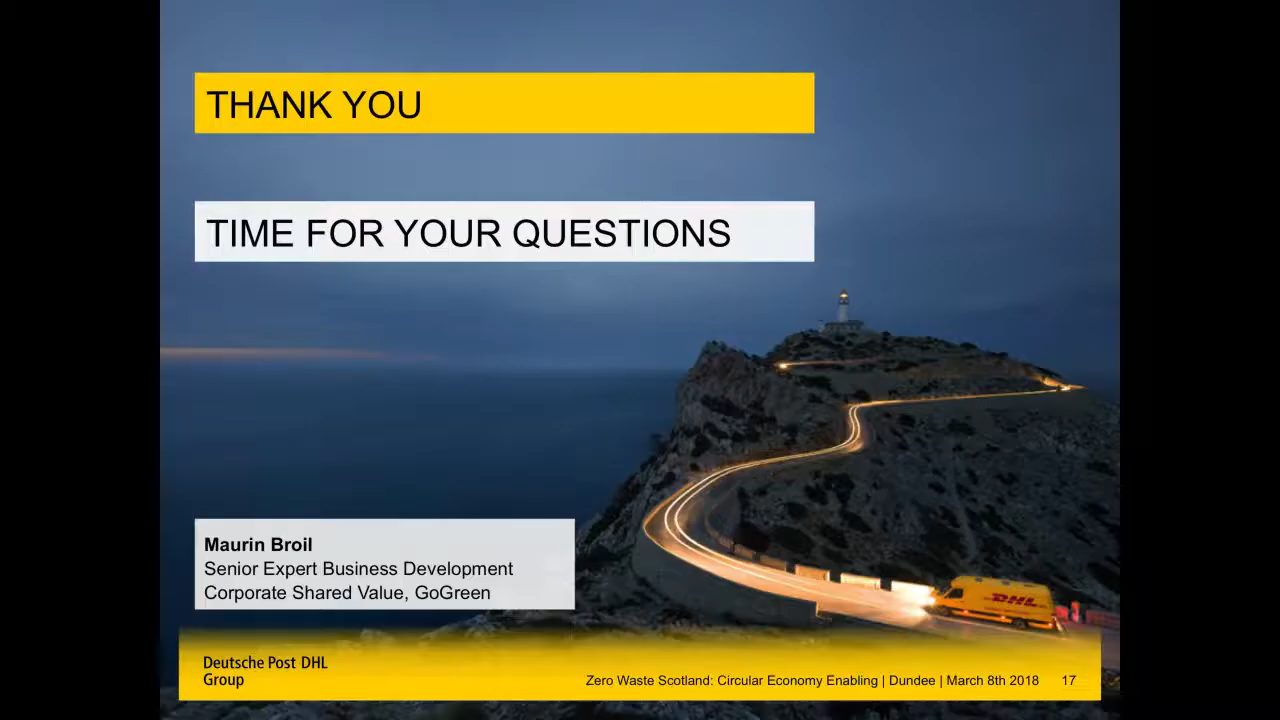 THANK YOU
TIME FOR YOUR QUESTIONS
Maurin Broil
Senior Expert Business Development
Corporate Shared Value, GoGreen
DHL
Deutsche Post DHL
Group
Zero Waste Scotland: Circular Economy Enabling | Dundee | March 8th 2018 17